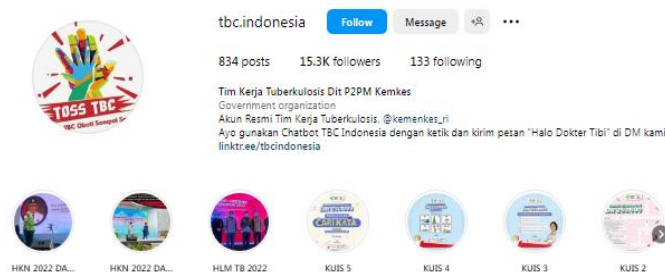 tbc.indonesia Follow Message
834 posts 15.3K followers 133 following
Tim Kerja Tuberkulosis Dit P2PM Kemkes
Government organization
Akun Resmi Tim Kerja Tuberkulosis, @kemenkes_ri
Ayo gunakan Chatbot TBC Indonesia dengan ketik dan kirim pesan "Halo Dokter Tibi" di DM kami
linktr.ee/tbcindonesia
TOSS TBC
CARI KATA
HKN 2022 DA... HKN 2022 DA... HLM TB 2022 KUIS 5 KUIS 4 KUIS 3 KUIS 2